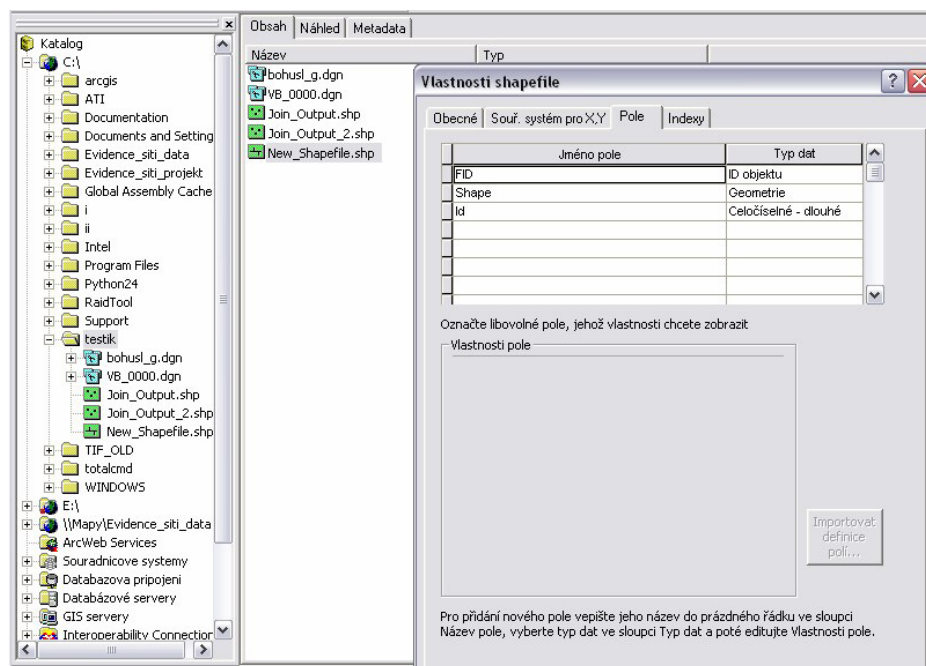 Katalog
C:\
arcgis
ATI
Documentation
Documents and Setting
Evidence_siti_data
Evidence_siti_projekt
Global Assembly Cache
i
ii
Intel
Program Files
Python24
RaidTool
Support
testik
bohusl_g.dgn
VB_0000.dgn
Join_Output.shp
Join_Output_2.shp
New_Shapefile.shp
TIF_OLD
totalcmd
WINDOWS
E:\
\\Mapy\Evidence_siti_data
ArcWeb Services
Souradnicove systemy
Databazova pripojeni
Databázové servery
GIS servery
Interoperability Connection
Obsah Náhled Metadata
Název Typ
bohusl_g.dgn
VB_0000.dgn
Join_Output.shp
Join_Output_2.shp
New_Shapefile.shp
Vlastnosti shapefile
Obecné Souř. systém pro X,Y Pole Indexy
Jméno pole Typ dat
FID ID objektu
Shape Geometrie
Id Celočíselné - dlouhé
Označte libovolné pole, jehož vlastnosti chcete zobrazit
Vlastnosti pole
Importovat
definice
polí...
Pro přidání nového pole vepište jeho název do prázdného řádku ve sloupci
Název pole, vyberte typ dat ve sloupci Typ dat a poté editujte Vlastnosti pole.